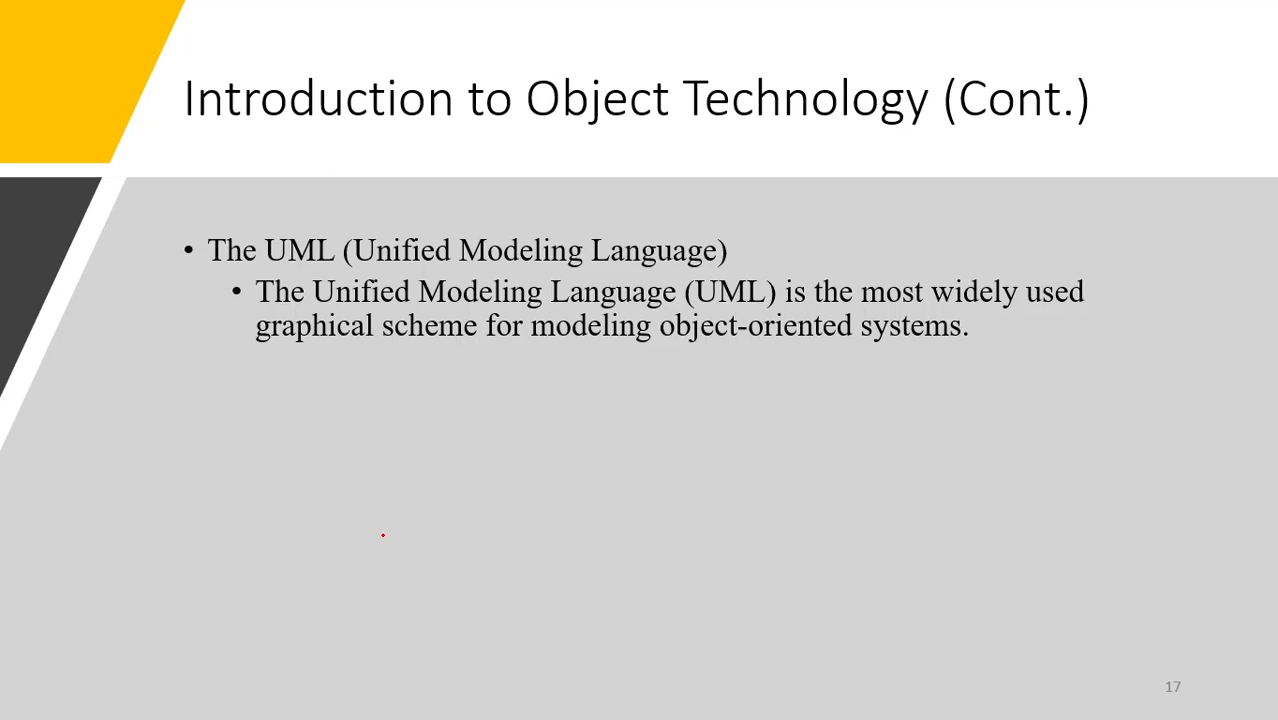 Introduction to Object Technology (Cont.)
• The UML (Unified Modeling Language)
• The Unified Modeling Language (UML) is the most widely used
graphical scheme for modeling object-oriented systems.
17